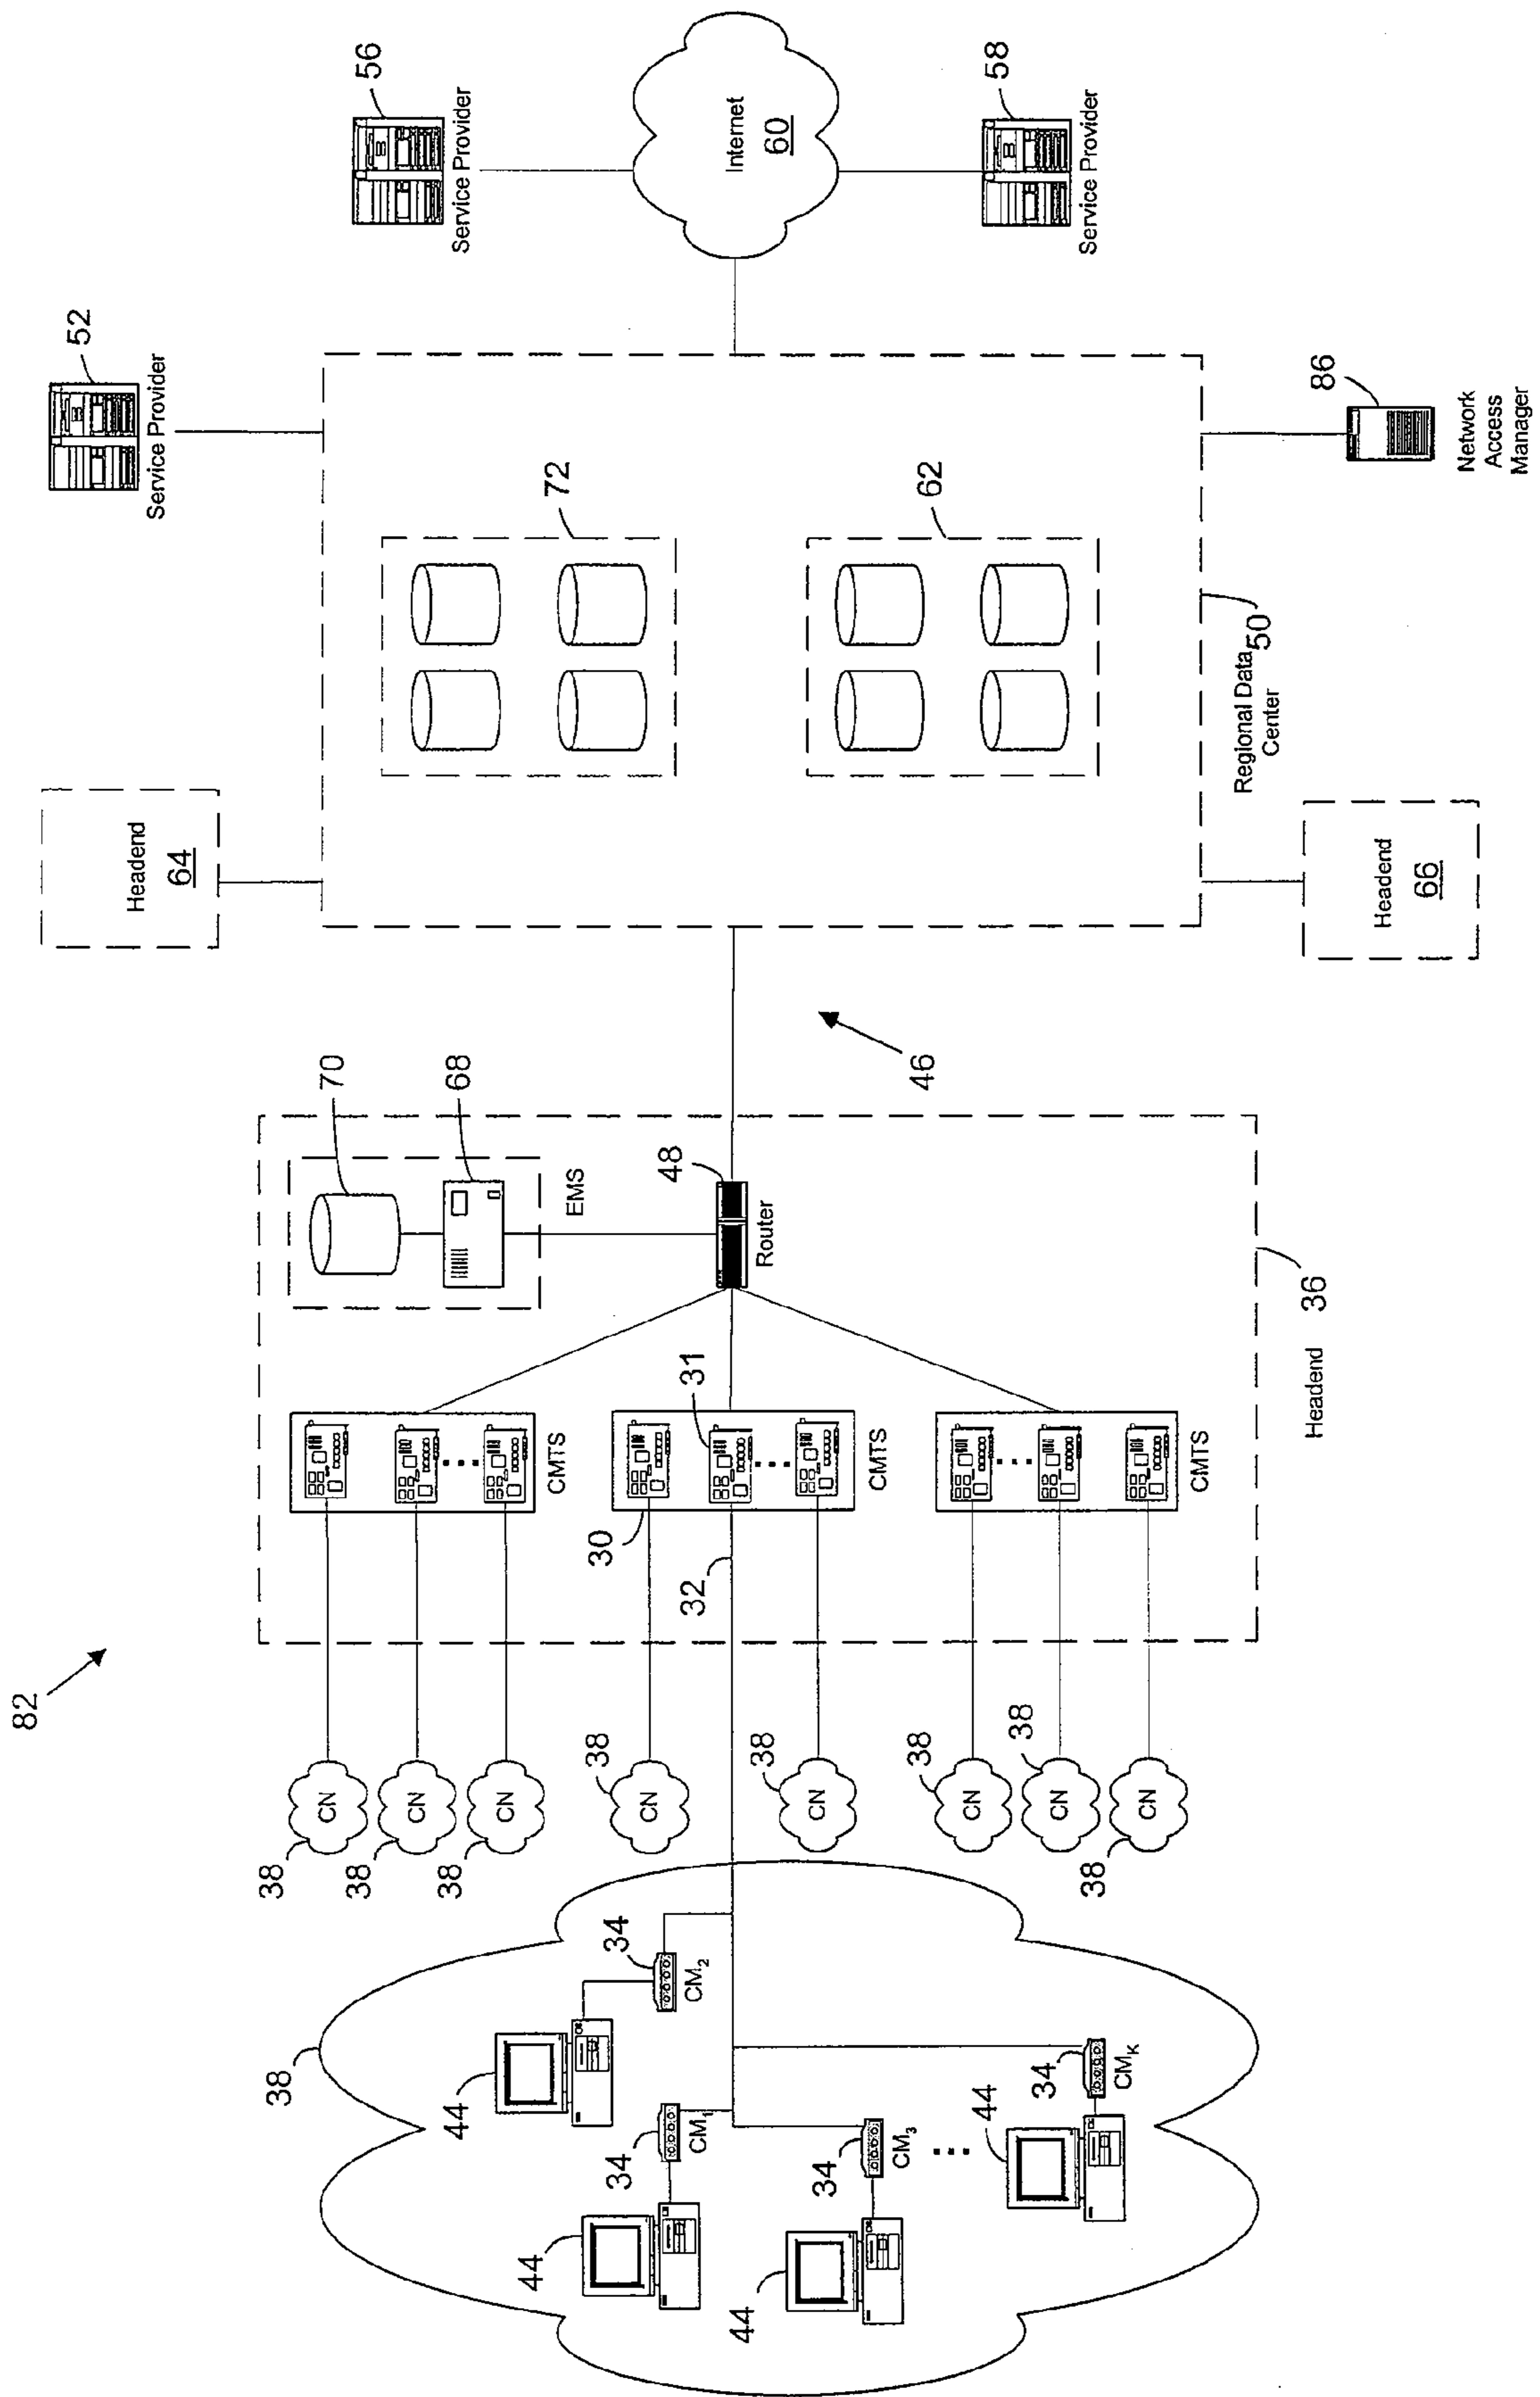 82
38
44
34
CM₁
44
34
CM₂
44
34
CM₃
44
34
CMₖ
38
CN
38
CN
38
CN
38
CN
38
CN
38
CN
38
CN
38
CN
32
30
31
CMTS
CMTS
CMTS
70
68
EMS
48
Router
Headend
36
46
Headend
64
Headend
66
72
62
Regional Data
Center
50
52
Service Provider
86
Network
Access
Manager
56
Service Provider
Internet
60
58
Service Provider